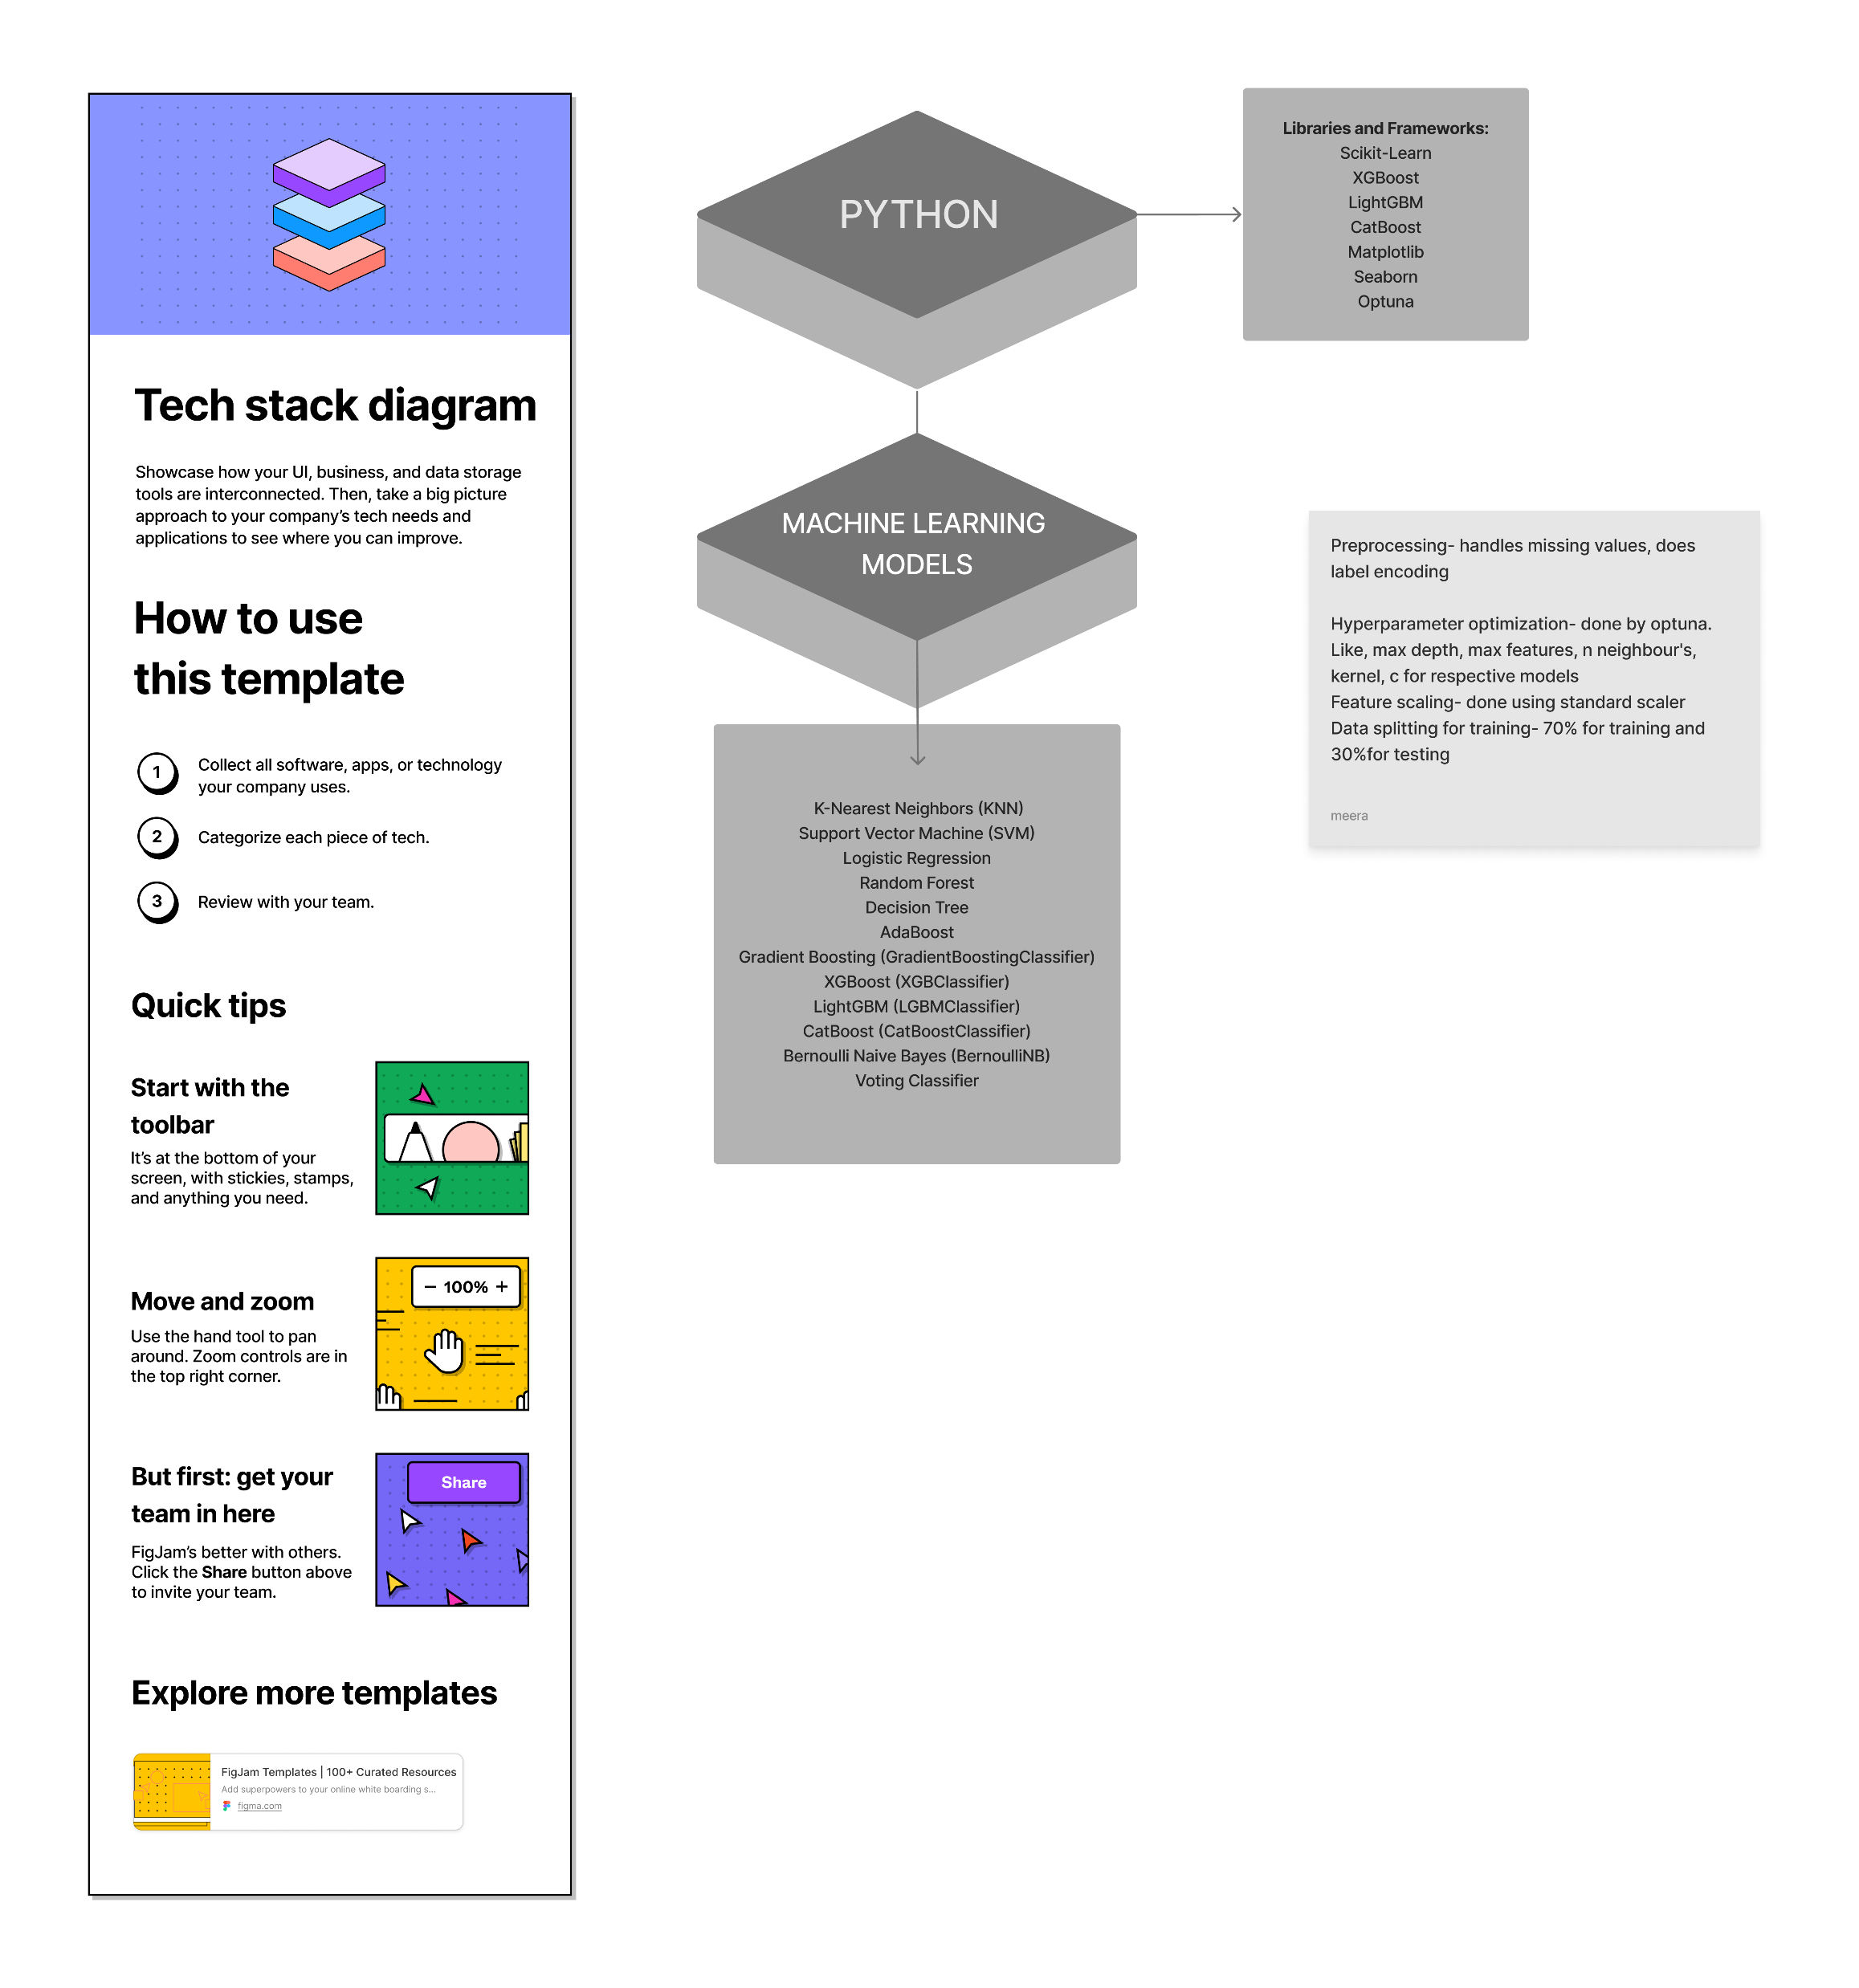 Tech stack diagram
Showcase how your UI, business, and data storage
tools are interconnected. Then, take a big picture
approach to your company’s tech needs and
applications to see where you can improve.
How to use
this template
1
Collect all software, apps, or technology
your company uses.
2
Categorize each piece of tech.
3
Review with your team.
Quick tips
Start with the
toolbar
It’s at the bottom of your
screen, with stickies, stamps,
and anything you need.
Move and zoom
Use the hand tool to pan
around. Zoom controls are in
the top right corner.
− 100% +
But first: get your
team in here
FigJam’s better with others.
Click the Share button above
to invite your team.
Share
Explore more templates
FigJam Templates | 100+ Curated Resources
Add superpowers to your online white boarding s...
figma.com
PYTHON
Libraries and Frameworks:
Scikit-Learn
XGBoost
LightGBM
CatBoost
Matplotlib
Seaborn
Optuna
MACHINE LEARNING
MODELS
K-Nearest Neighbors (KNN)
Support Vector Machine (SVM)
Logistic Regression
Random Forest
Decision Tree
AdaBoost
Gradient Boosting (GradientBoostingClassifier)
XGBoost (XGBClassifier)
LightGBM (LGBMClassifier)
CatBoost (CatBoostClassifier)
Bernoulli Naive Bayes (BernoulliNB)
Voting Classifier
Preprocessing- handles missing values, does
label encoding
Hyperparameter optimization- done by optuna.
Like, max depth, max features, n neighbour's,
kernel, c for respective models
Feature scaling- done using standard scaler
Data splitting for training- 70% for training and
30%for testing
meera